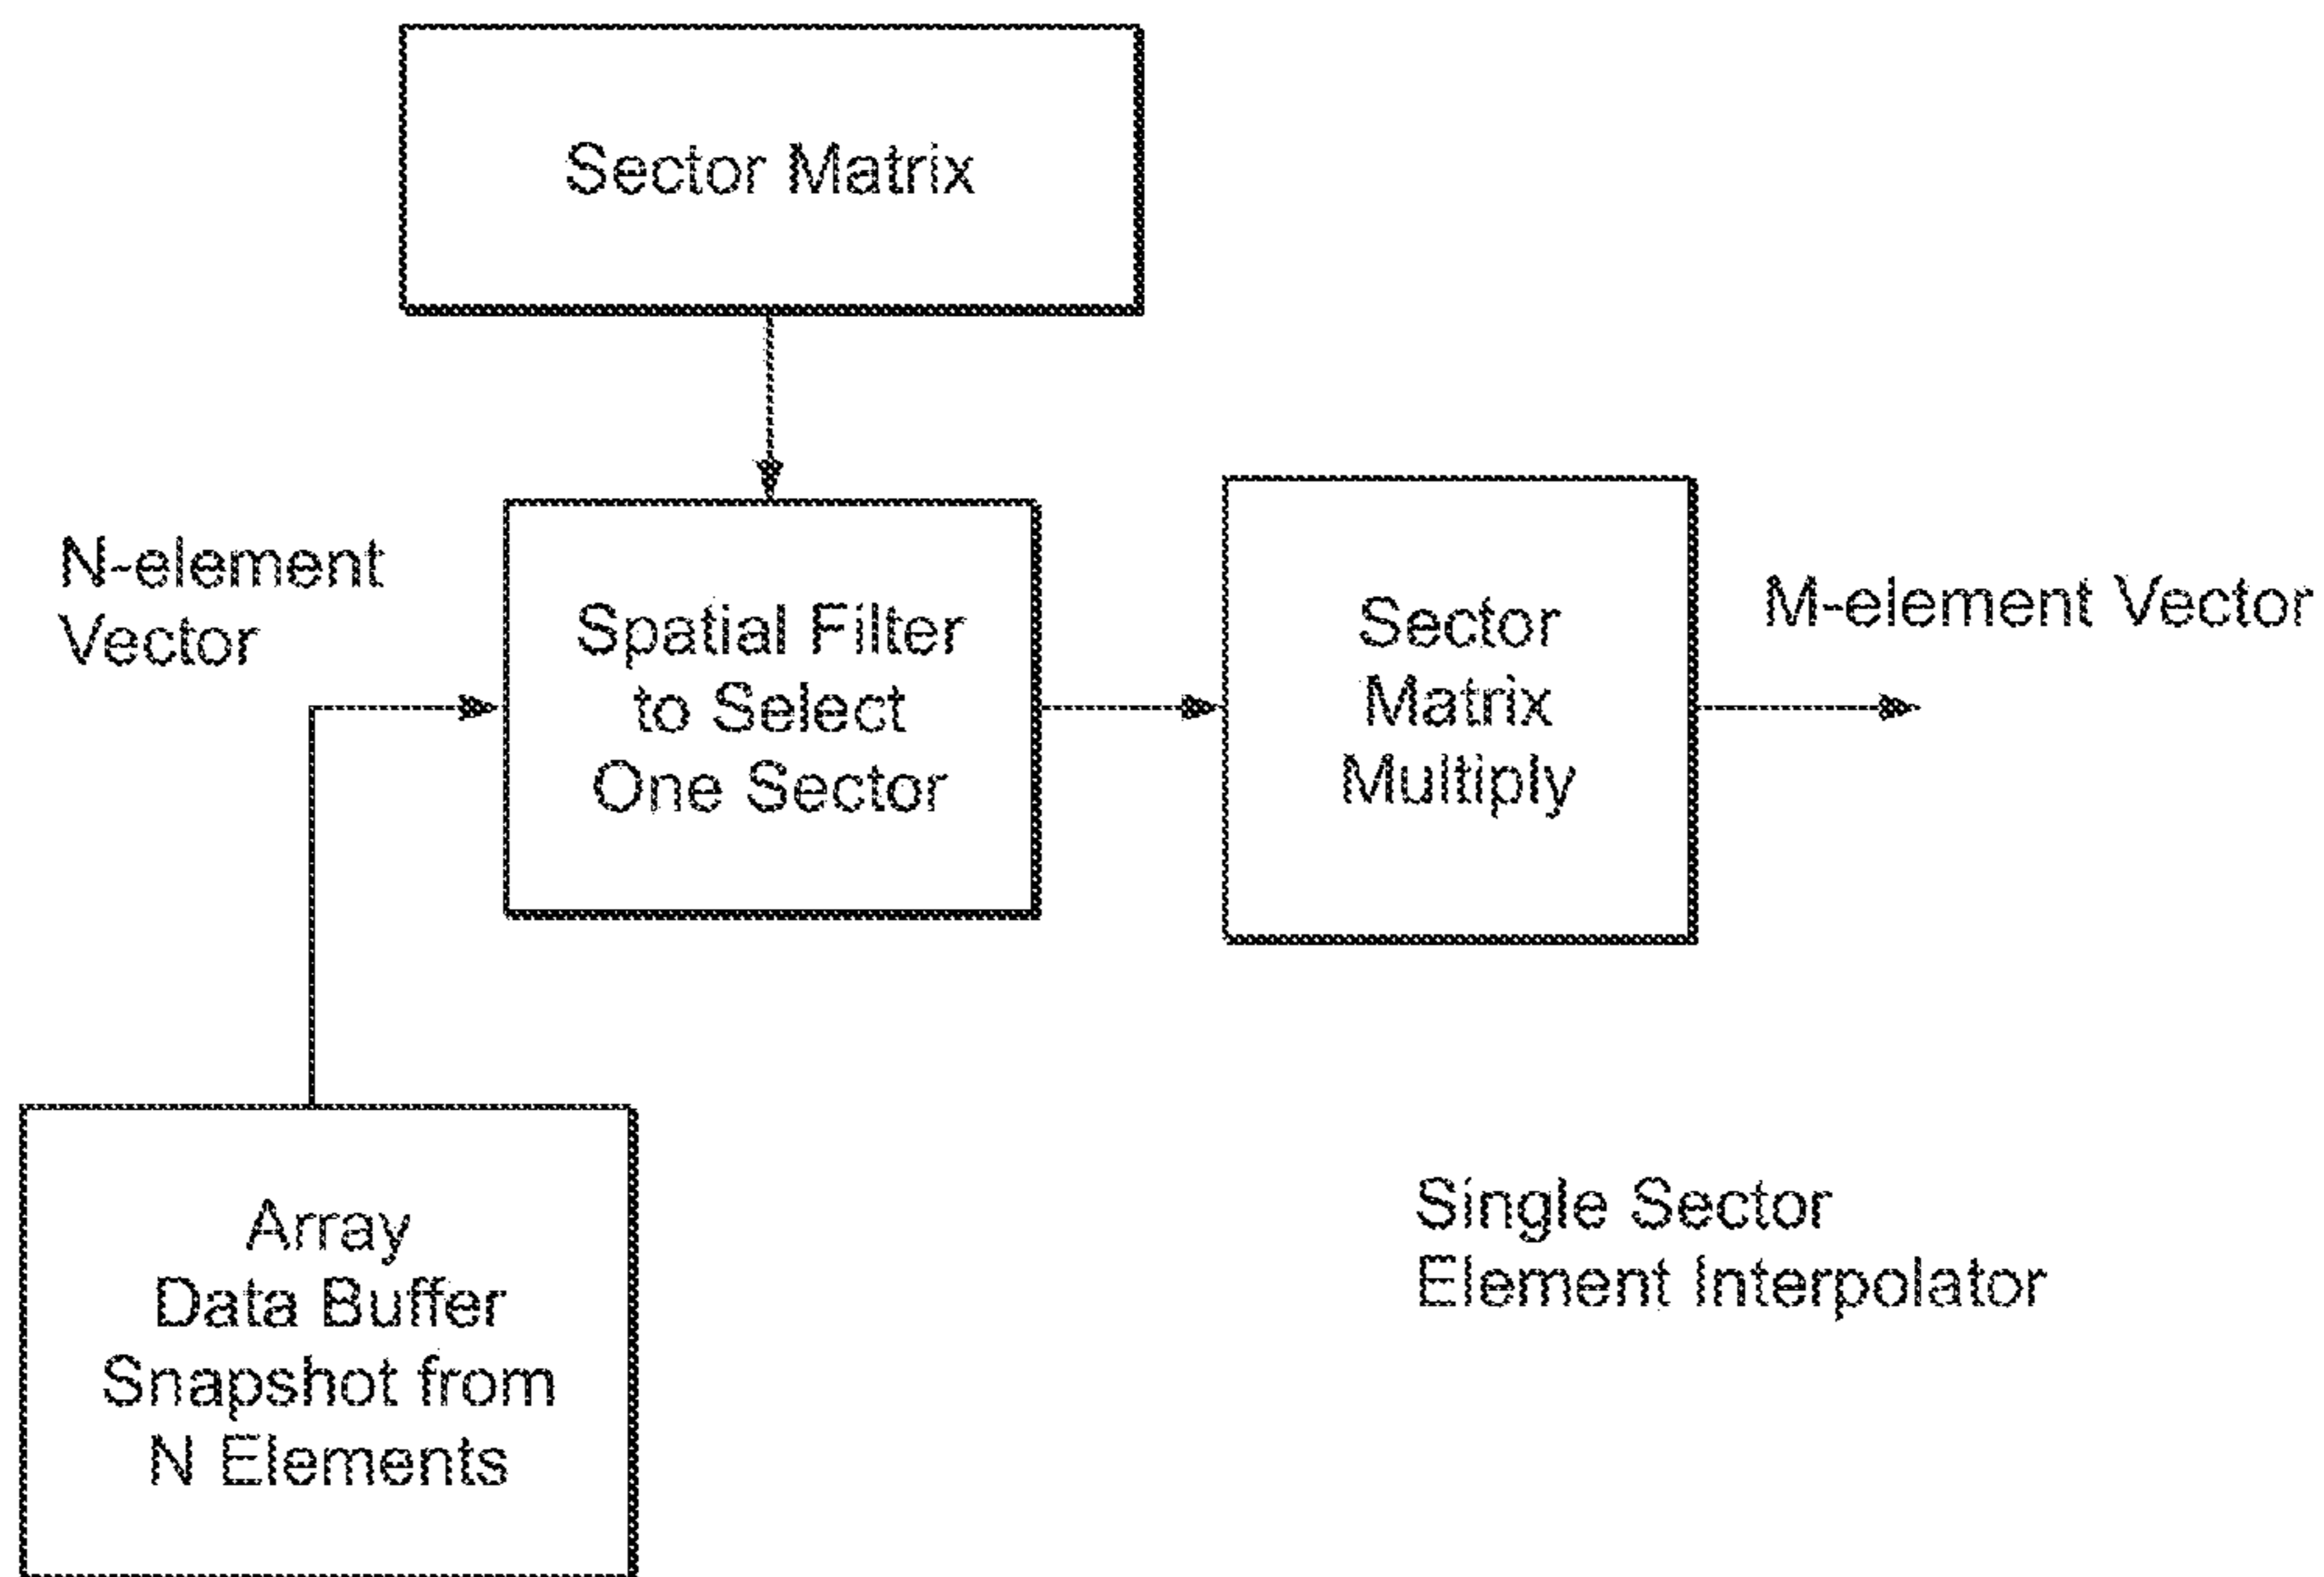 Sector Matrix
N-element
Vector
Spatial Filter
to Select
One Sector
Sector
Matrix
Multiply
M-element Vector
Array
Data Buffer
Snapshot from
N Elements
Single Sector
Element Interpolator